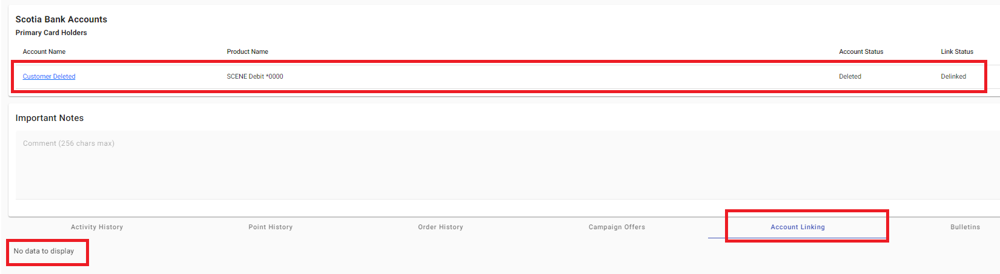 Scotia Bank Accounts
Primary Card Holders
Account Name Product Name Account Status Link Status
Customer Deleted SCENE Debit *0000 Deleted Delinked
Important Notes
Comment (256 chars max)
Activity History Point History Order History Campaign Offers Account Linking Bulletins
No data to display